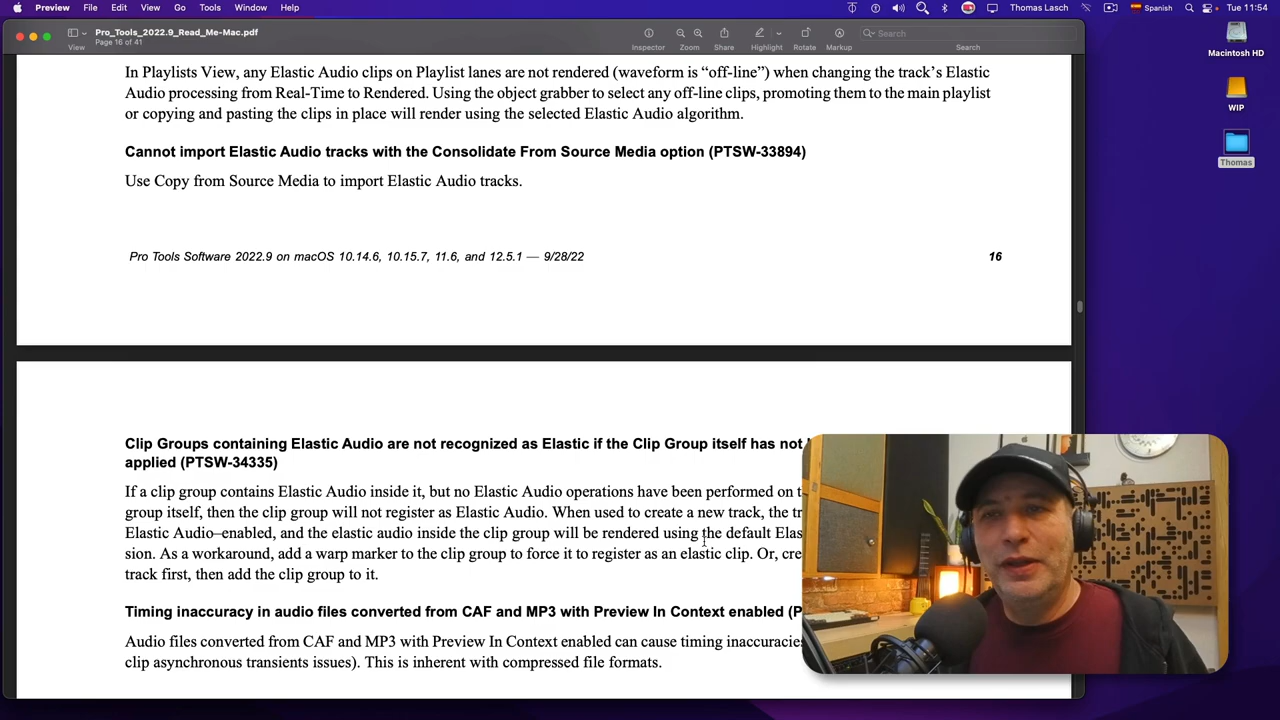 Preview File Edit View Go Tools Window Help Thomas Lasch Spanish Tue 11:54
Pro_Tools_2022.9_Read_Me-Mac.pdf
Page 16 of 41
View Inspector Zoom Share Highlight Rotate Markup Search
Search
Macintosh HD
WIP
Thomas
In Playlists View, any Elastic Audio clips on Playlist lanes are not rendered (waveform is “off-line”) when changing the track’s Elastic
Audio processing from Real-Time to Rendered. Using the object grabber to select any off-line clips, promoting them to the main playlist
or copying and pasting the clips in place will render using the selected Elastic Audio algorithm.
Cannot import Elastic Audio tracks with the Consolidate From Source Media option (PTSW-33894)
Use Copy from Source Media to import Elastic Audio tracks.
Pro Tools Software 2022.9 on macOS 10.14.6, 10.15.7, 11.6, and 12.5.1 — 9/28/22 16
Clip Groups containing Elastic Audio are not recognized as Elastic if the Clip Group itself has not
applied (PTSW-34335)
If a clip group contains Elastic Audio inside it, but no Elastic Audio operations have been performed on
group itself, then the clip group will not register as Elastic Audio. When used to create a new track, the
Elastic Audio–enabled, and the elastic audio inside the clip group will be rendered using the default
sion. As a workaround, add a warp marker to the clip group to force it to register as an elastic clip. Or,
track first, then add the clip group to it.
Timing inaccuracy in audio files converted from CAF and MP3 with Preview In Context enabled
Audio files converted from CAF and MP3 with Preview In Context enabled can cause timing inaccuracies
clip asynchronous transients issues). This is inherent with compressed file formats.